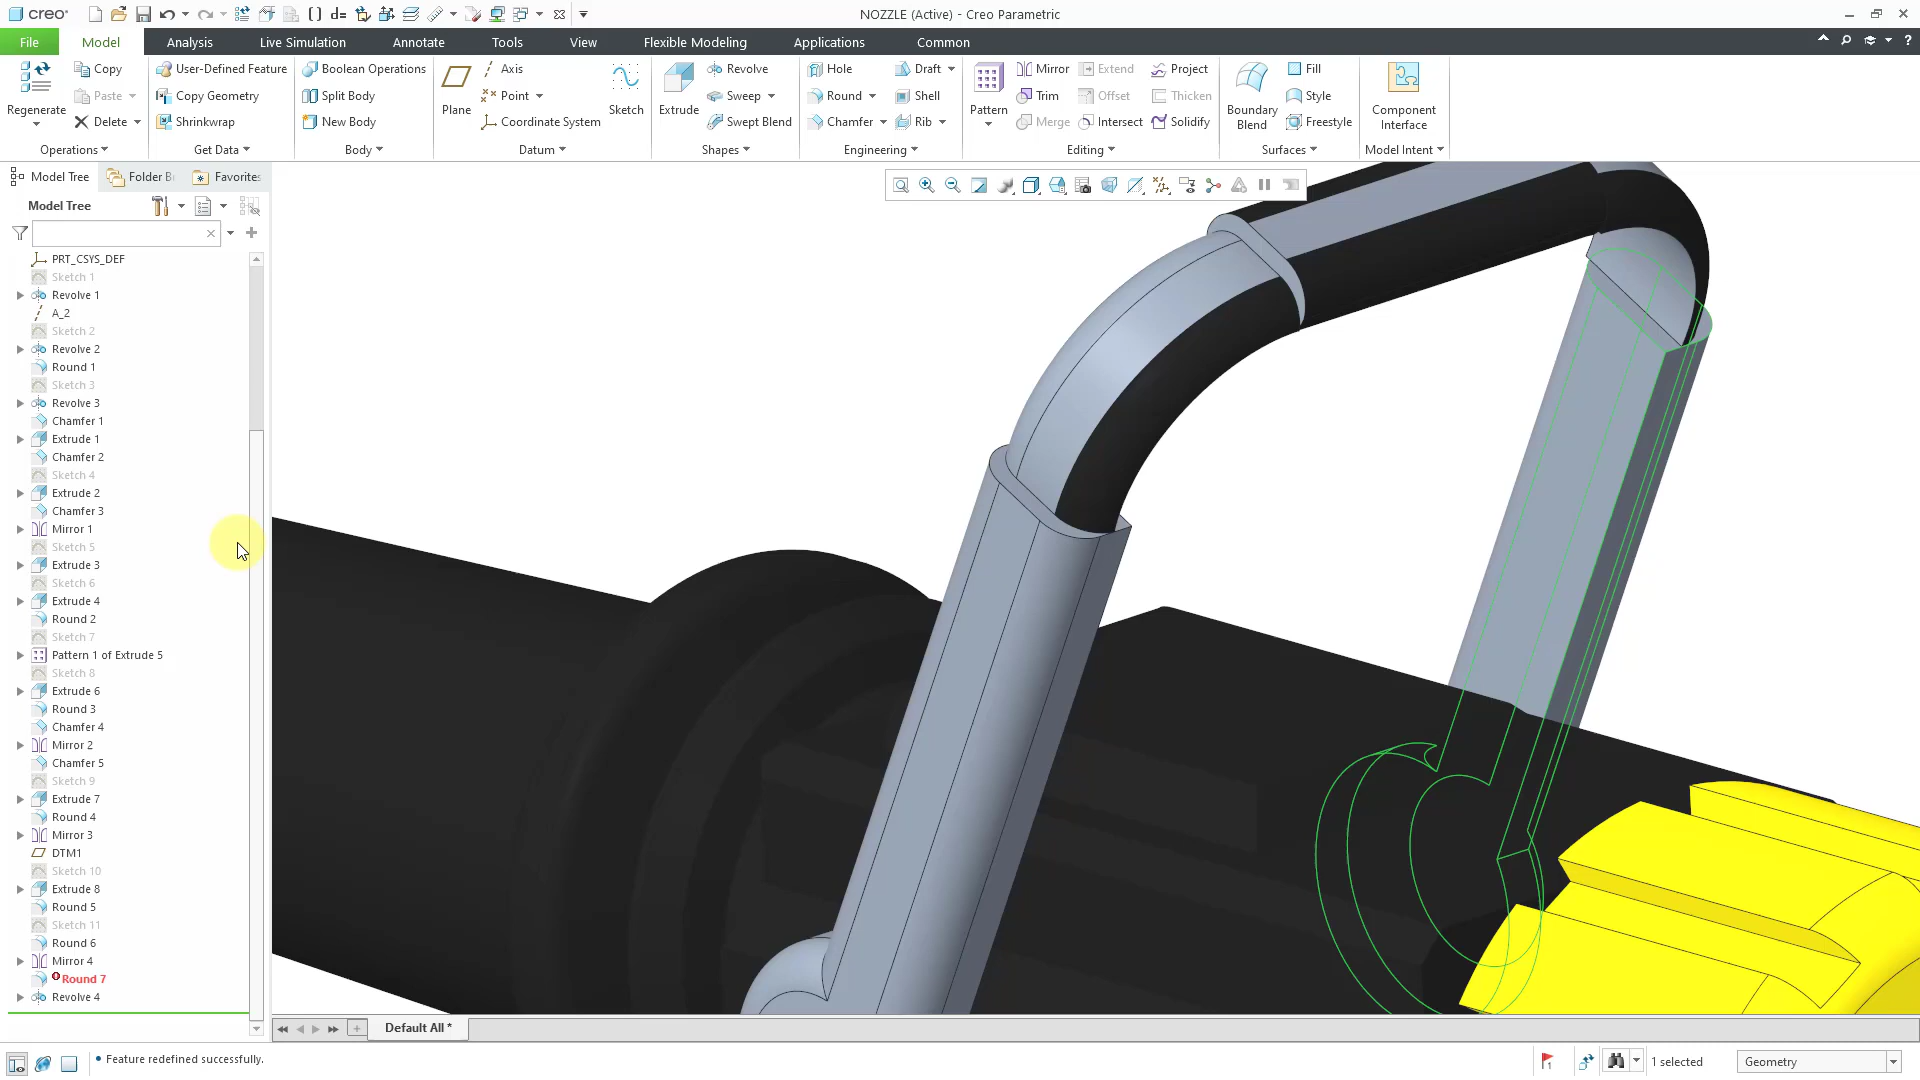 creo
NOZZLE (Active) - Creo Parametric
File Model Analysis Live Simulation Annotate Tools View Flexible Modeling Applications Common
Regenerate
Copy
Paste
Delete
Operations
User-Defined Feature
Copy Geometry
Shrinkwrap
Get Data
Boolean Operations
Split Body
New Body
Body
Plane
Axis
Point
Coordinate System
Sketch
Datum
Extrude
Revolve
Sweep
Swept Blend
Shapes
Hole
Round
Chamfer
Draft
Shell
Rib
Engineering
Pattern
Mirror
Trim
Merge
Extend
Offset
Intersect
Project
Thicken
Solidify
Editing
Boundary
Blend
Fill
Style
Freestyle
Surfaces
Component
Interface
Model Intent
Model Tree
Favorites
Model Tree
PRT_CSYS_DEF
Sketch 1
Revolve 1
A_2
Sketch 2
Revolve 2
Round 1
Sketch 3
Revolve 3
Chamfer 1
Extrude 1
Chamfer 2
Sketch 4
Extrude 2
Chamfer 3
Mirror 1
Sketch 5
Extrude 3
Sketch 6
Extrude 4
Round 2
Sketch 7
Pattern 1 of Extrude 5
Sketch 8
Extrude 6
Round 3
Chamfer 4
Mirror 2
Chamfer 5
Sketch 9
Extrude 7
Round 4
Mirror 3
DTM1
Sketch 10
Extrude 8
Round 5
Sketch 11
Round 6
Mirror 4
Round 7
Revolve 4
Default All *
Feature redefined successfully.
1 selected
Geometry